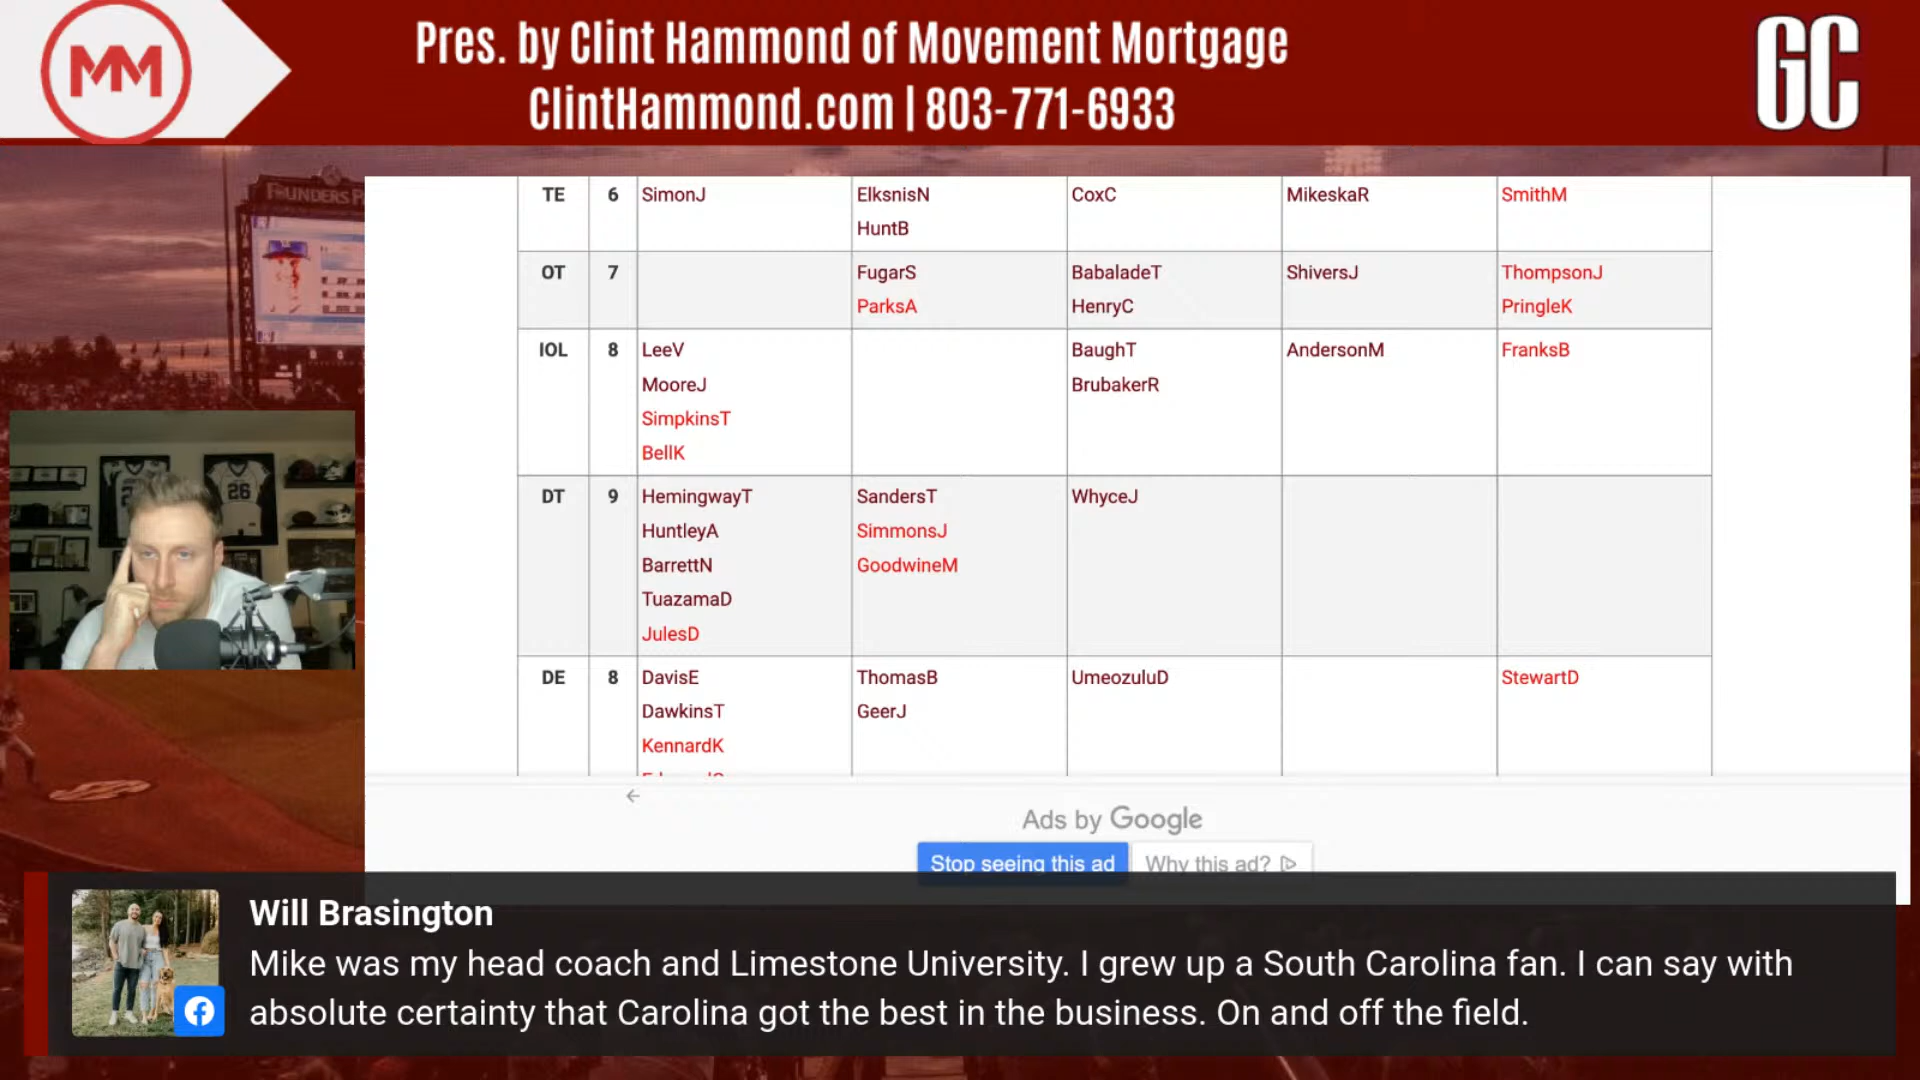 MM
Pres. by Clint Hammond of Movement Mortgage
ClintHammond.com | 803-771-6933
GC
FOUNDERS
26
TE 6 SimonJ ElksnisN CoxC MikeskaR SmithM
HuntB
OT 7 FugarS BabaladeT ShiversJ ThompsonJ
ParksA HenryC PringleK
IOL 8 LeeV BaughT AndersonM FranksB
MooreJ BrubakerR
SimpkinsT
BellK
DT 9 HemingwayT SandersT WhyceJ
HuntleyA SimmonsJ
BarrettN GoodwineM
TuazamaD
JulesD
DE 8 DavisE ThomasB UmeozuluD StewartD
DawkinsT GeerJ
KennardK
Ads by Google
Stop seeing this ad Why this ad?
Will Brasington
Mike was my head coach and Limestone University. I grew up a South Carolina fan. I can say with
absolute certainty that Carolina got the best in the business. On and off the field.